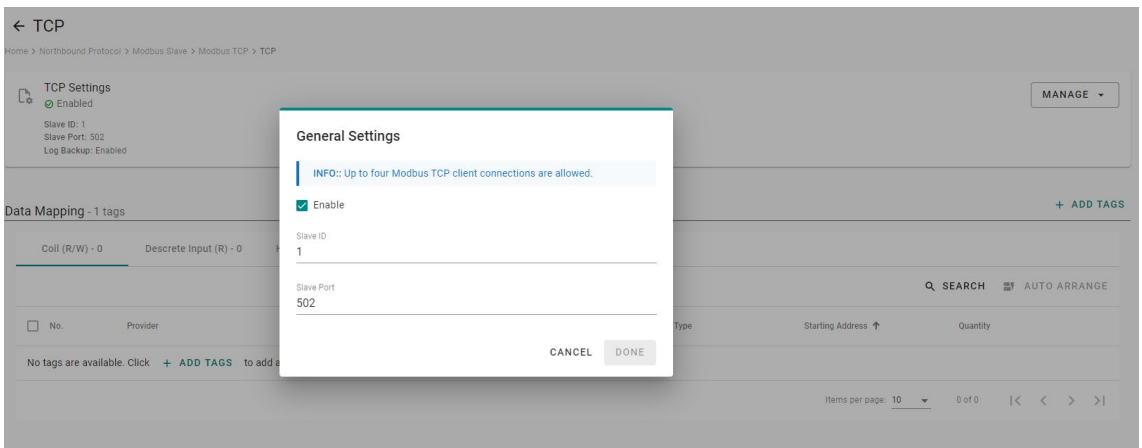 ← TCP
Home > Northbound Protocol > Modbus Slave > Modbus TCP > TCP
TCP Settings
Enabled
Slave ID: 1
Slave Port: 502
Log Backup: Enabled
MANAGE
General Settings
INFO:: Up to four Modbus TCP client connections are allowed.
Enable
Slave ID
1
Slave Port
502
CANCEL DONE
Data Mapping - 1 tags
+ ADD TAGS
Coil (R/W) - 0 Descrete Input (R) - 0
SEARCH AUTO ARRANGE
No. Provider Type Starting Address ↑ Quantity
No tags are available. Click + ADD TAGS to add a
Items per page: 10 0 of 0 |< < > >|